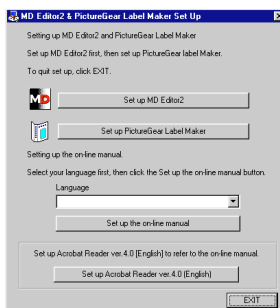 MD Editor2 & PictureGear Label Maker Set Up
Setting up MD Editor2 and PictureGear Label Maker
Set up MD Editor2 first, then set up PictureGear label Maker.
To quit set up, click EXIT.
MD
Set up MD Editor2
Set up PictureGear Label Maker
Setting up the on-line manual.
Select your language first, then click the Set up the on-line manual button.
Language
Set up the on-line manual
Set up Acrobat Reader ver.4.0 [English] to refer to the on-line manual.
Set up Acrobat Reader ver.4.0 (English)
EXIT